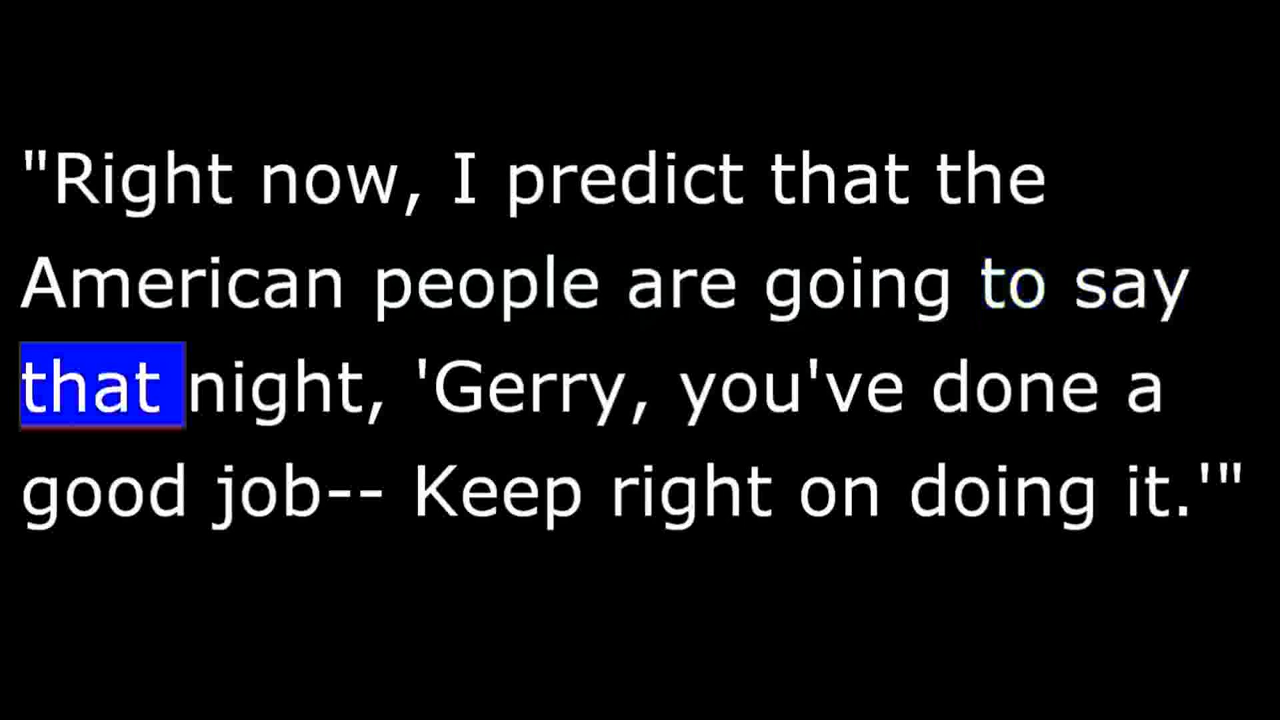 "Right now, I predict that the
American people are going to say
that night, 'Gerry, you've done a
good job-- Keep right on doing it.'"